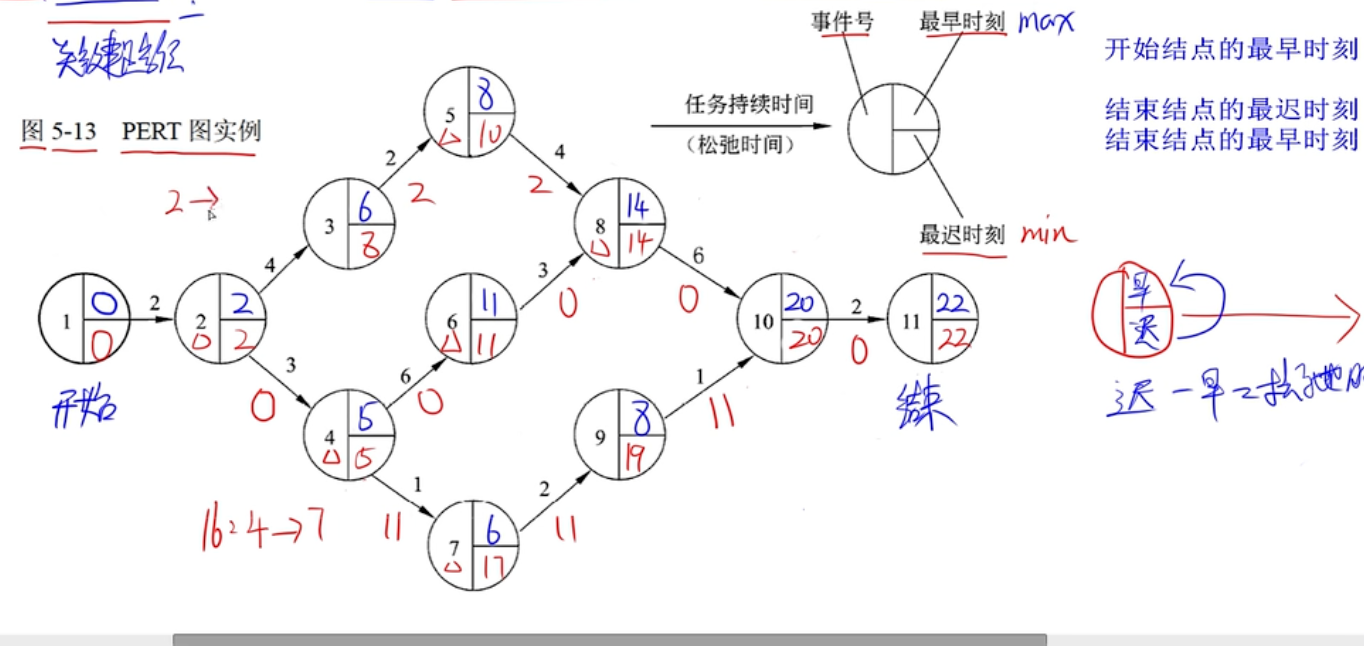 关键路径
图 5-13 PERT 图实例
事件号 最早时刻 max
开始结点的最早时刻
结束结点的最迟时刻
结束结点的最早时刻
任务持续时间
(松弛时间)
最迟时刻 min
2→
5 8 △ 10
2 2
4 2
3 6 8
8 14 △ 14
4
3 0
6 0
1 0 0
2
2 2 △ 2
6 11 △ 11
10 20 20
2 0
11 22 22
早
迟
迟-早=松弛时
开始
3 0
6 0
1 11
结束
4 5 △ 5
9 8 19
16:4→7
1 11
2 11
7 6 △ 17